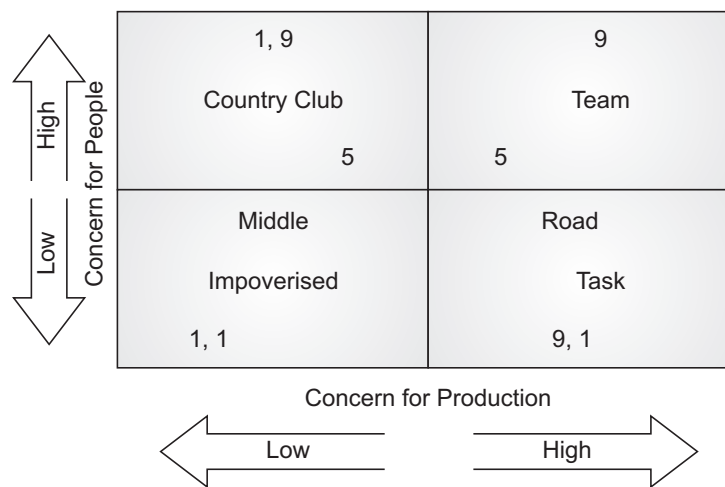 1, 9
9
Country Club
Team
5
5
Middle
Road
Impoverised
Task
1, 1
9, 1
High
Low
Concern for People
Concern for Production
Low
High